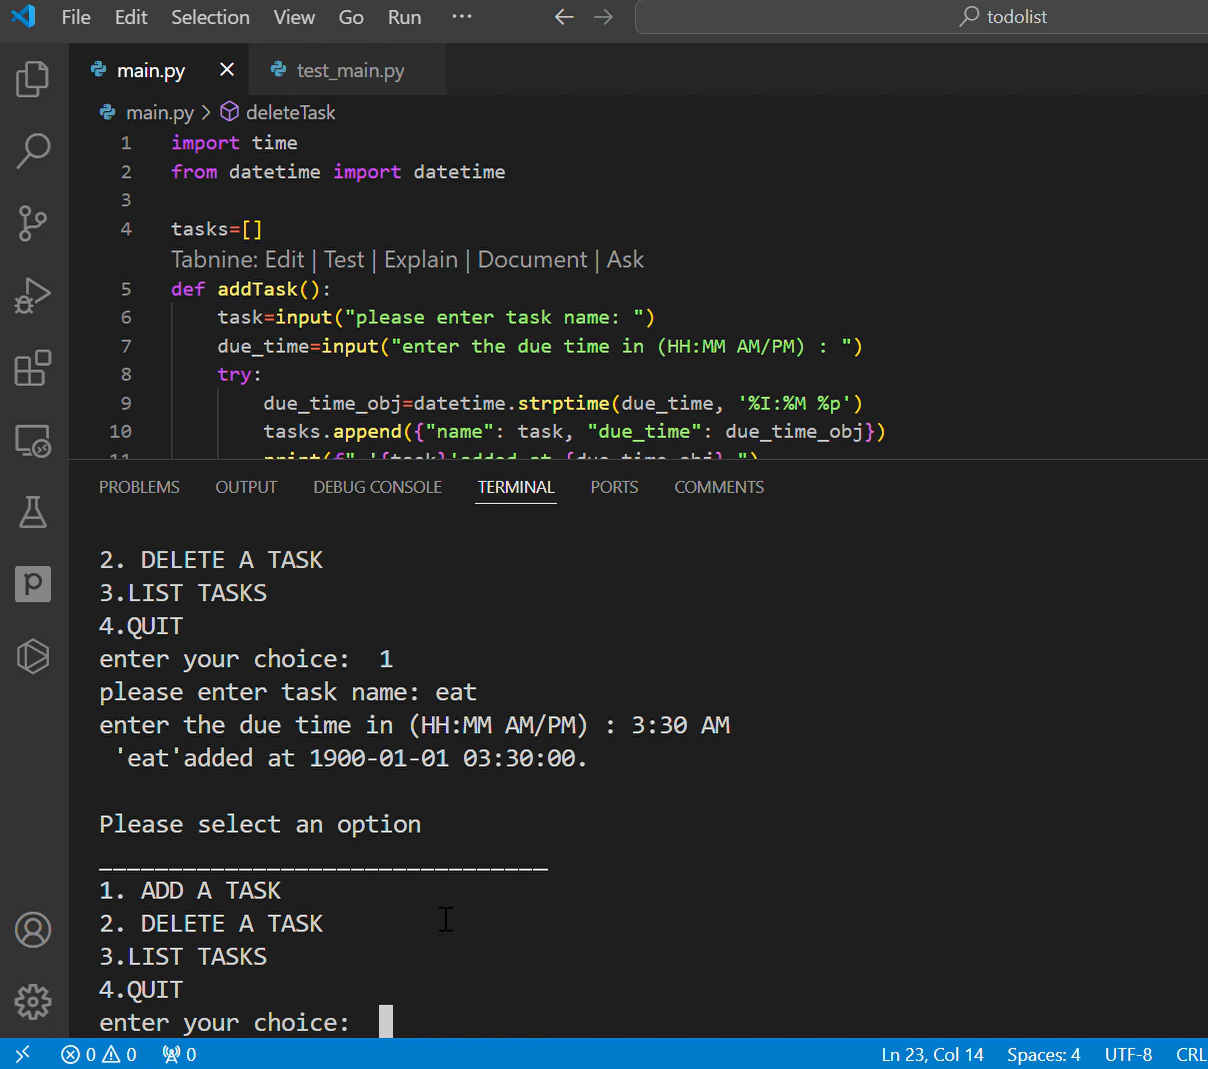 File Edit Selection View Go Run ··· todolist
main.py test_main.py
main.py > deleteTask
1 import time
2 from datetime import datetime
3
4 tasks=[]
Tabnine: Edit | Test | Explain | Document | Ask
5 def addTask():
6 task=input("please enter task name: ")
7 due_time=input("enter the due time in (HH:MM AM/PM) : ")
8 try:
9 due_time_obj=datetime.strptime(due_time, '%I:%M %p')
10 tasks.append({"name": task, "due_time": due_time_obj})
11 print(f" '{task}'added at {due_time_obj}.")
PROBLEMS OUTPUT DEBUG CONSOLE TERMINAL PORTS COMMENTS
2. DELETE A TASK
3.LIST TASKS
4.QUIT
enter your choice:  1
please enter task name: eat
enter the due time in (HH:MM AM/PM) : 3:30 AM
 'eat'added at 1900-01-01 03:30:00.
Please select an option
________________________________
1. ADD A TASK
2. DELETE A TASK
3.LIST TASKS
4.QUIT
enter your choice:
0 0 0 Ln 23, Col 14 Spaces: 4 UTF-8 CRL